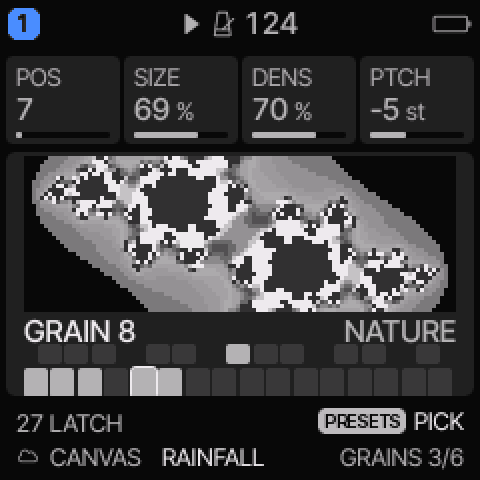 1 124
POS SIZE DENS PTCH
7 69 % 70 % -5 st
GRAIN 8 NATURE
27 LATCH PRESETS PICK
CANVAS RAINFALL GRAINS 3/6